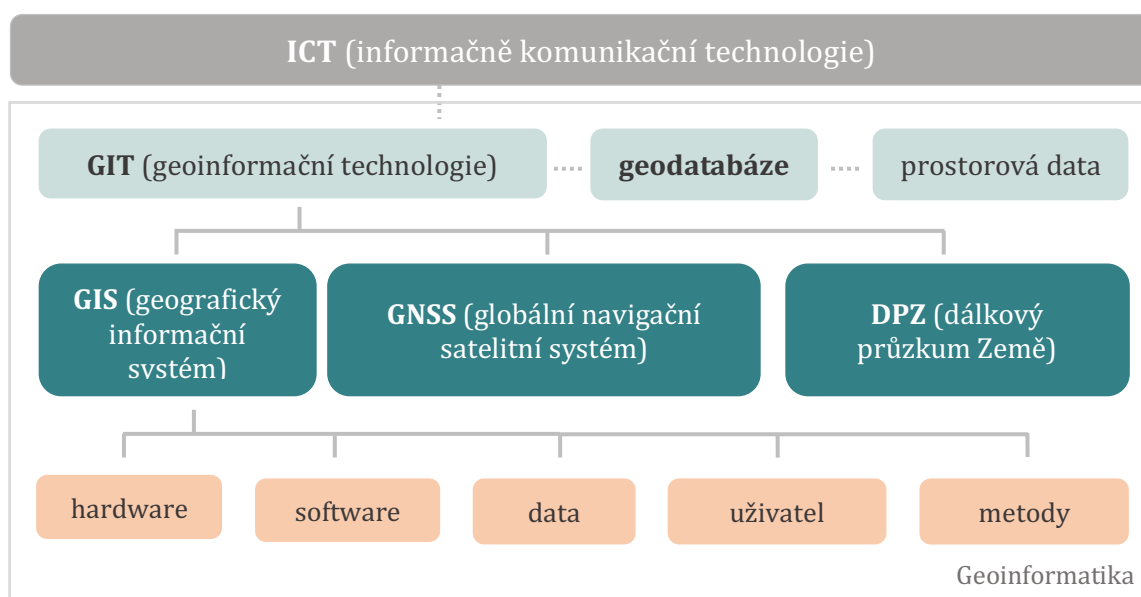 ICT (informačně komunikační technologie)
GIT (geoinformační technologie)
geodatabáze
prostorová data
GIS (geografický
informační
systém)
GNSS (globální navigační
satelitní systém)
DPZ (dálkový
průzkum Země)
hardware
software
data
uživatel
metody
Geoinformatika